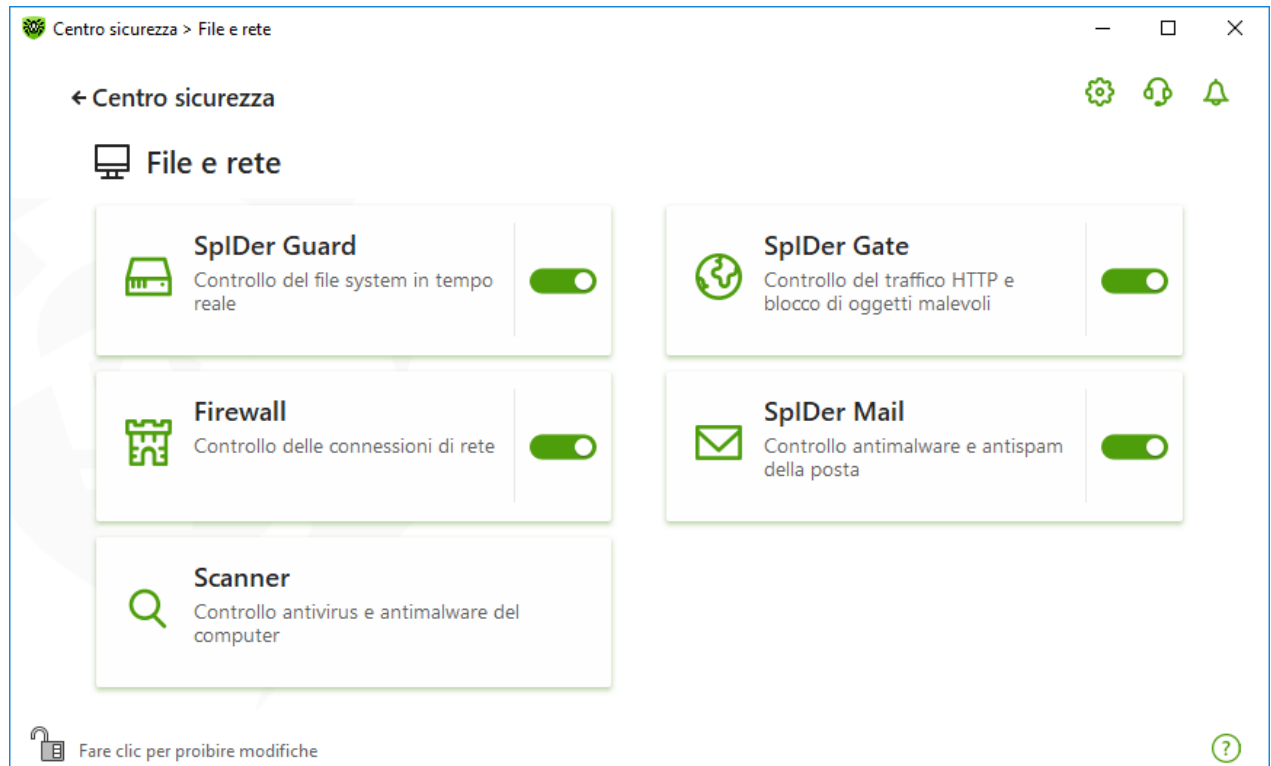 Centro sicurezza > File e rete
← Centro sicurezza
File e rete
SpIDer Guard
Controllo del file system in tempo
reale
SpIDer Gate
Controllo del traffico HTTP e
blocco di oggetti malevoli
Firewall
Controllo delle connessioni di rete
SpIDer Mail
Controllo antimalware e antispam
della posta
Scanner
Controllo antivirus e antimalware del
computer
Fare clic per proibire modifiche
?